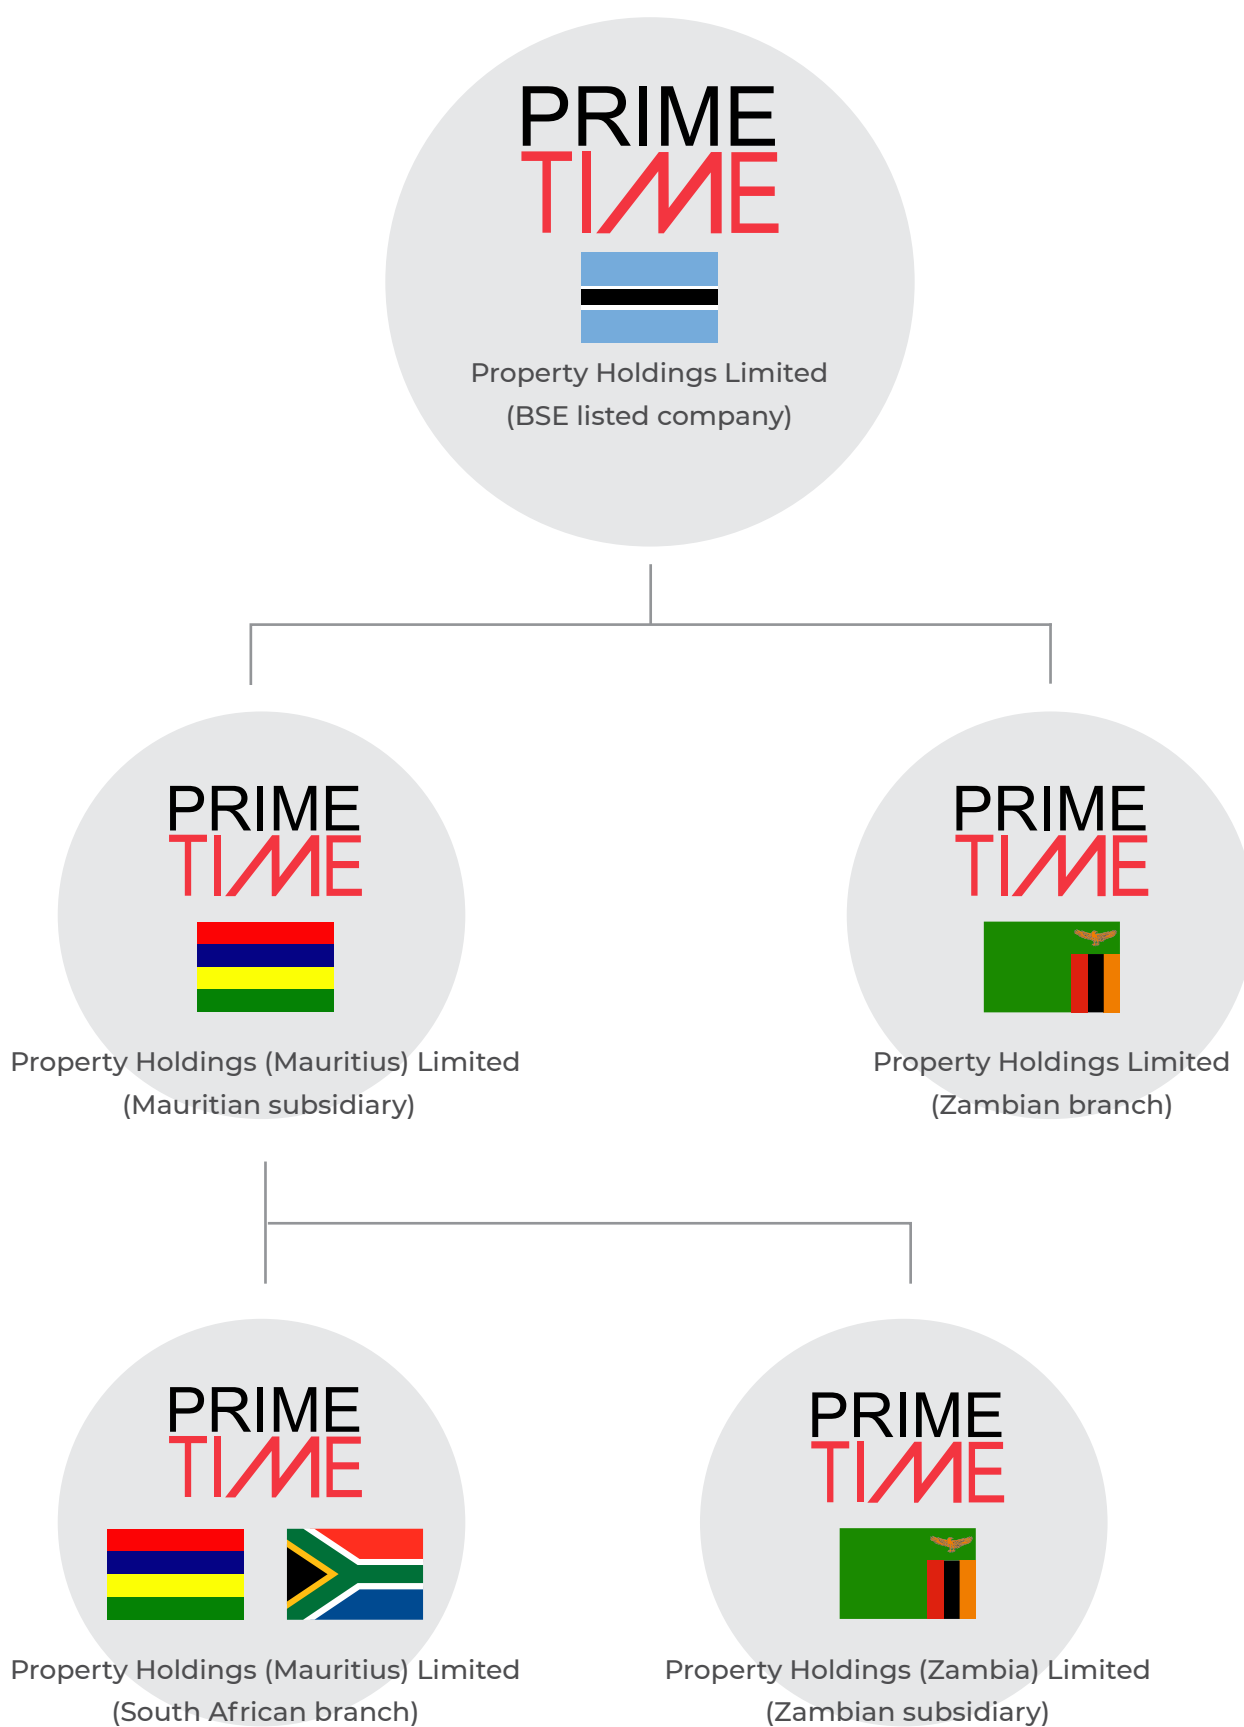 PRIME
TIME
Property Holdings Limited
(BSE listed company)
PRIME
TIME
Property Holdings (Mauritius) Limited
(Mauritian subsidiary)
PRIME
TIME
Property Holdings Limited
(Zambian branch)
PRIME
TIME
Property Holdings (Mauritius) Limited
(South African branch)
PRIME
TIME
Property Holdings (Zambia) Limited
(Zambian subsidiary)